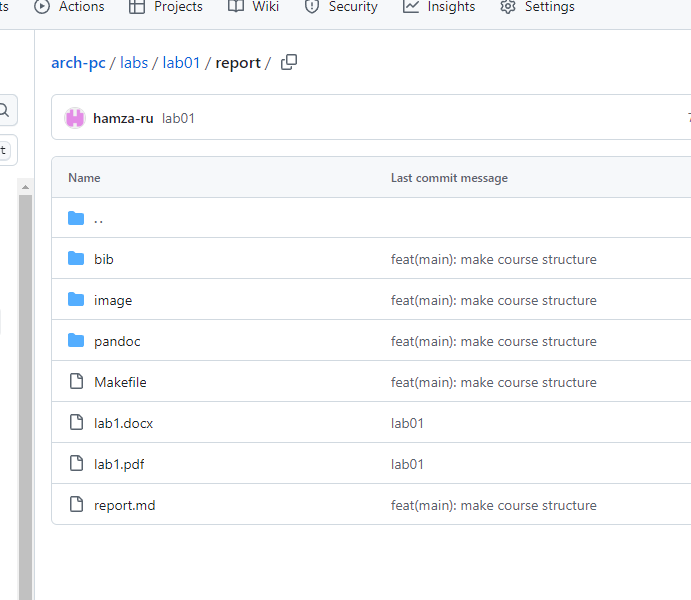 ts Actions Projects Wiki Security Insights Settings
arch-pc / labs / lab01 / report /
hamza-ru lab01
t
Name Last commit message
..
bib feat(main): make course structure
image feat(main): make course structure
pandoc feat(main): make course structure
Makefile feat(main): make course structure
lab1.docx lab01
lab1.pdf lab01
report.md feat(main): make course structure